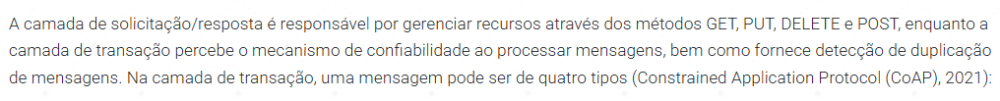 A camada de solicitação/resposta é responsável por gerenciar recursos através dos métodos GET, PUT, DELETE e POST, enquanto a
camada de transação percebe o mecanismo de confiabilidade ao processar mensagens, bem como fornece detecção de duplicação
de mensagens. Na camada de transação, uma mensagem pode ser de quatro tipos (Constrained Application Protocol (CoAP), 2021):